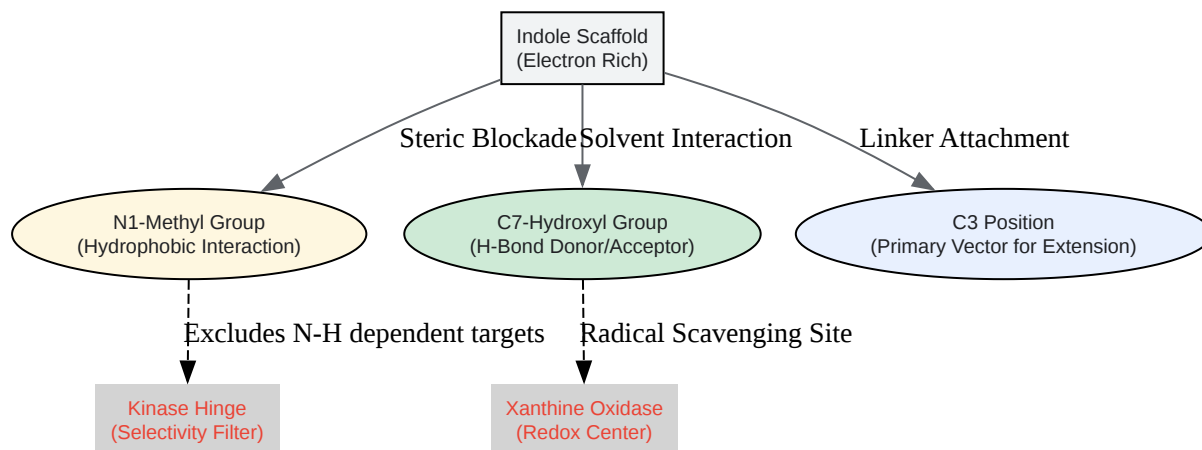 Indole Scaffold
(Electron Rich)
Steric Blockade
Solvent Interaction
Linker Attachment
N1-Methyl Group
(Hydrophobic Interaction)
C7-Hydroxyl Group
(H-Bond Donor/Acceptor)
C3 Position
(Primary Vector for Extension)
Excludes N-H dependent targets
Radical Scavenging Site
Kinase Hinge
(Selectivity Filter)
Xanthine Oxidase
(Redox Center)